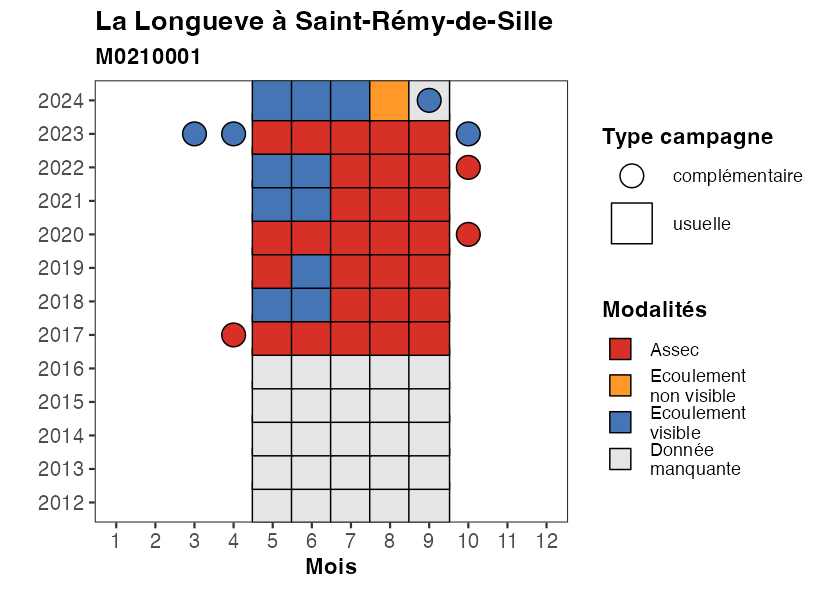 La Longueve à Saint-Rémy-de-Sille
M0210001
2024
2023
2022
2021
2020
2019
2018
2017
2016
2015
2014
2013
2012
1 2 3 4 5 6 7 8 9 10 11 12
Mois
Type campagne
complémentaire
usuelle
Modalités
Assec
Ecoulement
non visible
Ecoulement
visible
Donnée
manquante